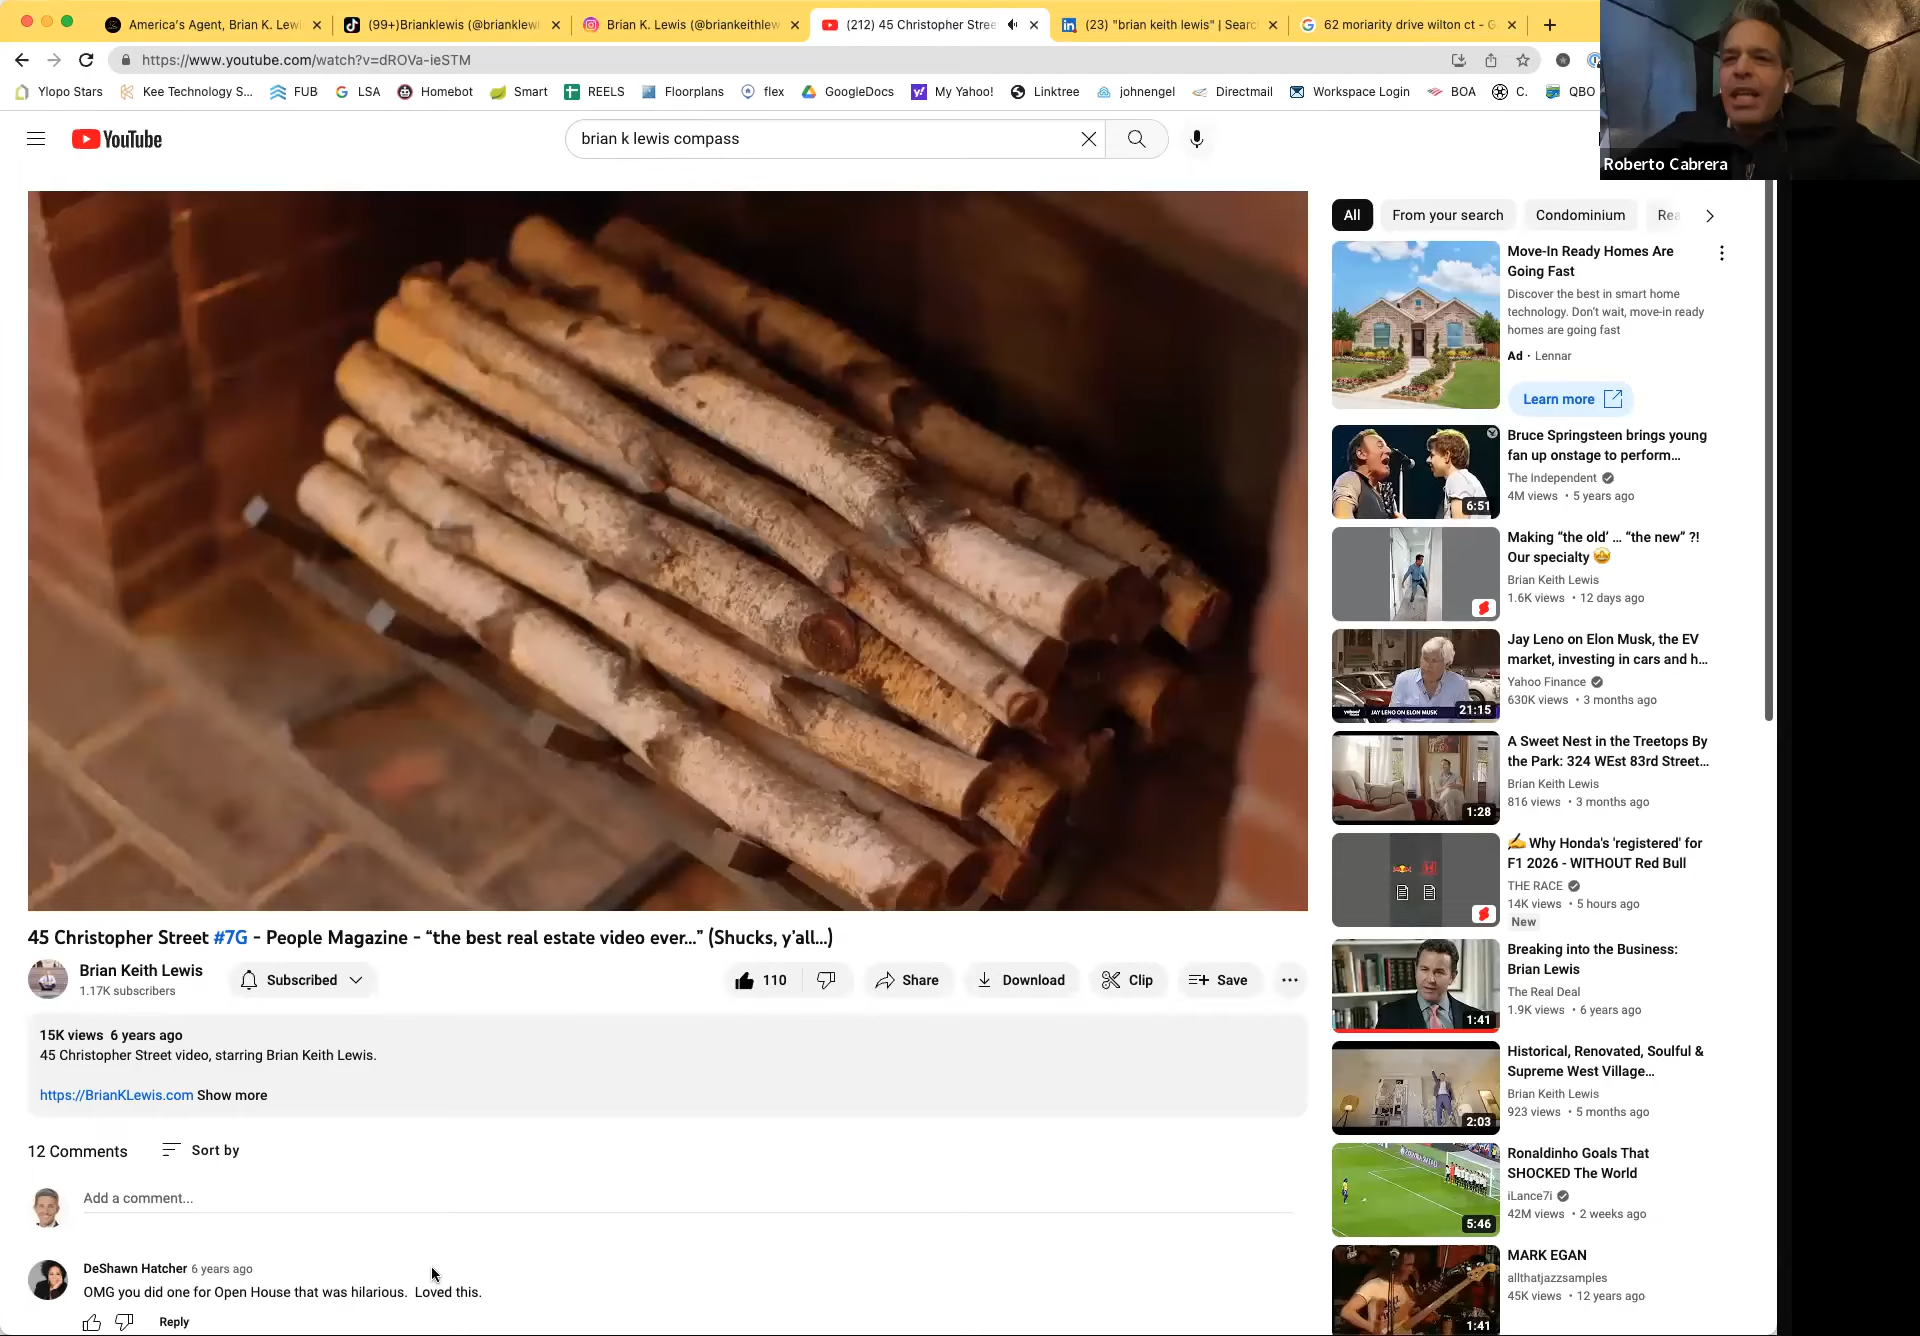 America's Agent, Brian K. Lewi
(99+)Brianklewis (@brianklewi
Brian K. Lewis (@briankeithlew
(212) 45 Christopher Stree
(23) "brian keith lewis" | Searc
62 moriarity drive wilton ct - G
https://www.youtube.com/watch?v=dROVa-ieSTM
Ylopo Stars
Kee Technology S...
FUB
LSA
Homebot
Smart
REELS
Floorplans
flex
GoogleDocs
My Yahoo!
Linktree
johnengel
Directmail
Workspace Login
BOA
C.
QBO
Roberto Cabrera
YouTube
brian k lewis compass
All
From your search
Condominium
Rea
Move-In Ready Homes Are
Going Fast
Discover the best in smart home
technology. Don't wait, move-in ready
homes are going fast
Ad · Lennar
Learn more
Bruce Springsteen brings young
fan up onstage to perform...
The Independent
4M views • 5 years ago
6:51
Making “the old’ ... “the new” ?!
Our specialty 🤩
Brian Keith Lewis
1.6K views • 12 days ago
Jay Leno on Elon Musk, the EV
market, investing in cars and h...
Yahoo Finance
630K views • 3 months ago
JAY LENO ON ELON MUSK
21:15
A Sweet Nest in the Treetops By
the Park: 324 WEst 83rd Street...
Brian Keith Lewis
816 views • 3 months ago
1:28
✍️ Why Honda's 'registered' for
F1 2026 - WITHOUT Red Bull
THE RACE
14K views • 5 hours ago
New
Breaking into the Business:
Brian Lewis
The Real Deal
1.9K views • 6 years ago
1:41
Historical, Renovated, Soulful &
Supreme West Village...
Brian Keith Lewis
923 views • 5 months ago
2:03
Ronaldinho Goals That
SHOCKED The World
iLance7i
42M views • 2 weeks ago
5:46
MARK EGAN
allthatjazzsamples
45K views • 12 years ago
1:41
45 Christopher Street #7G - People Magazine - “the best real estate video ever...” (Shucks, y'all...)
Brian Keith Lewis
1.17K subscribers
Subscribed
110
Share
Download
Clip
Save
15K views 6 years ago
45 Christopher Street video, starring Brian Keith Lewis.
https://BrianKLewis.com Show more
12 Comments
Sort by
Add a comment...
DeShawn Hatcher 6 years ago
OMG you did one for Open House that was hilarious. Loved this.
Reply